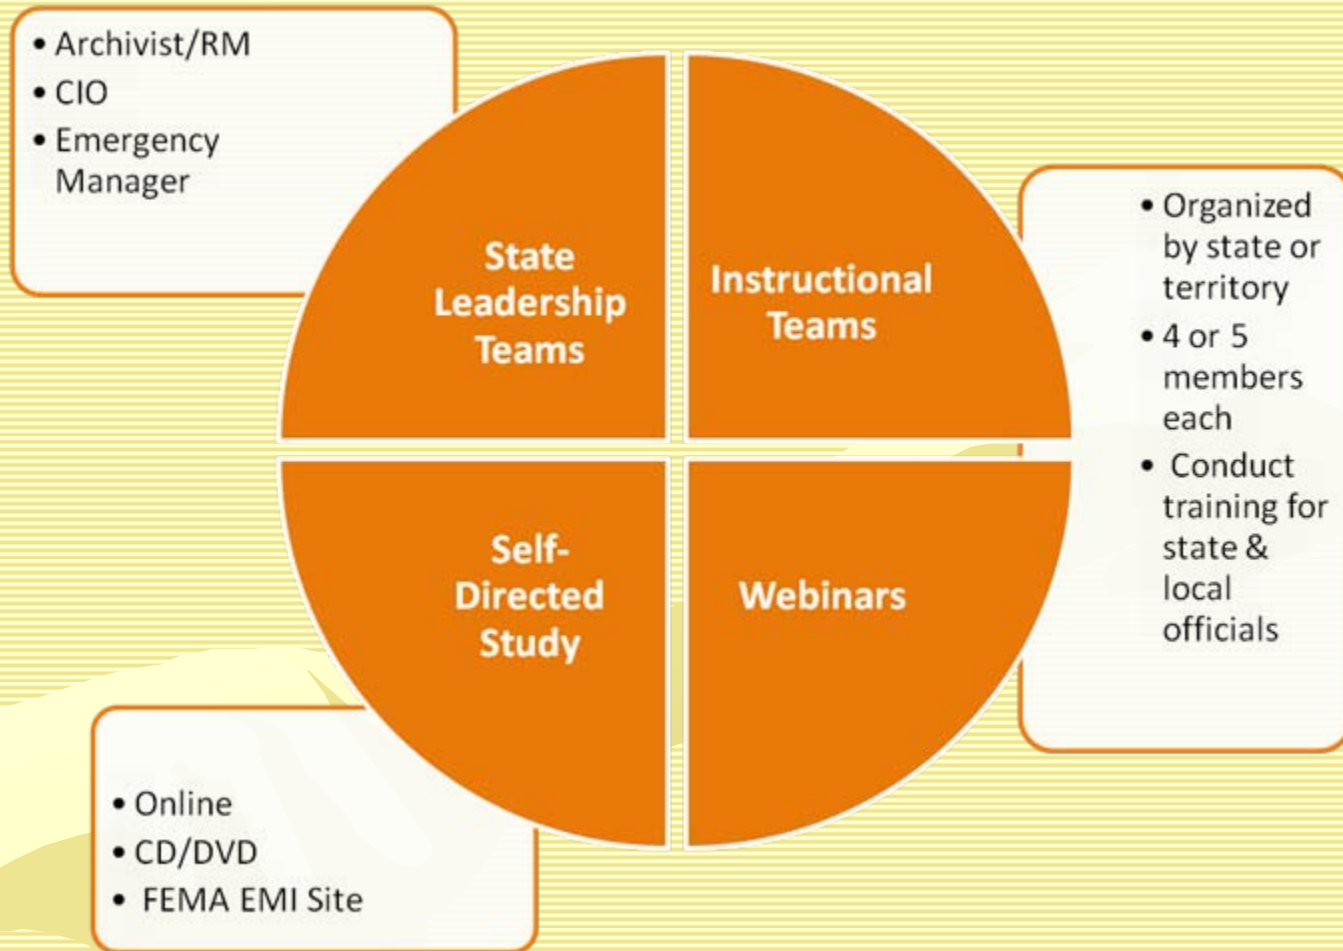 • Archivist/RM
• CIO
• Emergency
Manager
State
Leadership
Teams
Instructional
Teams
• Organized
by state or
territory
• 4 or 5
members
each
• Conduct
training for
state &
local
officials
Self-
Directed
Study
Webinars
• Online
• CD/DVD
• FEMA EMI Site